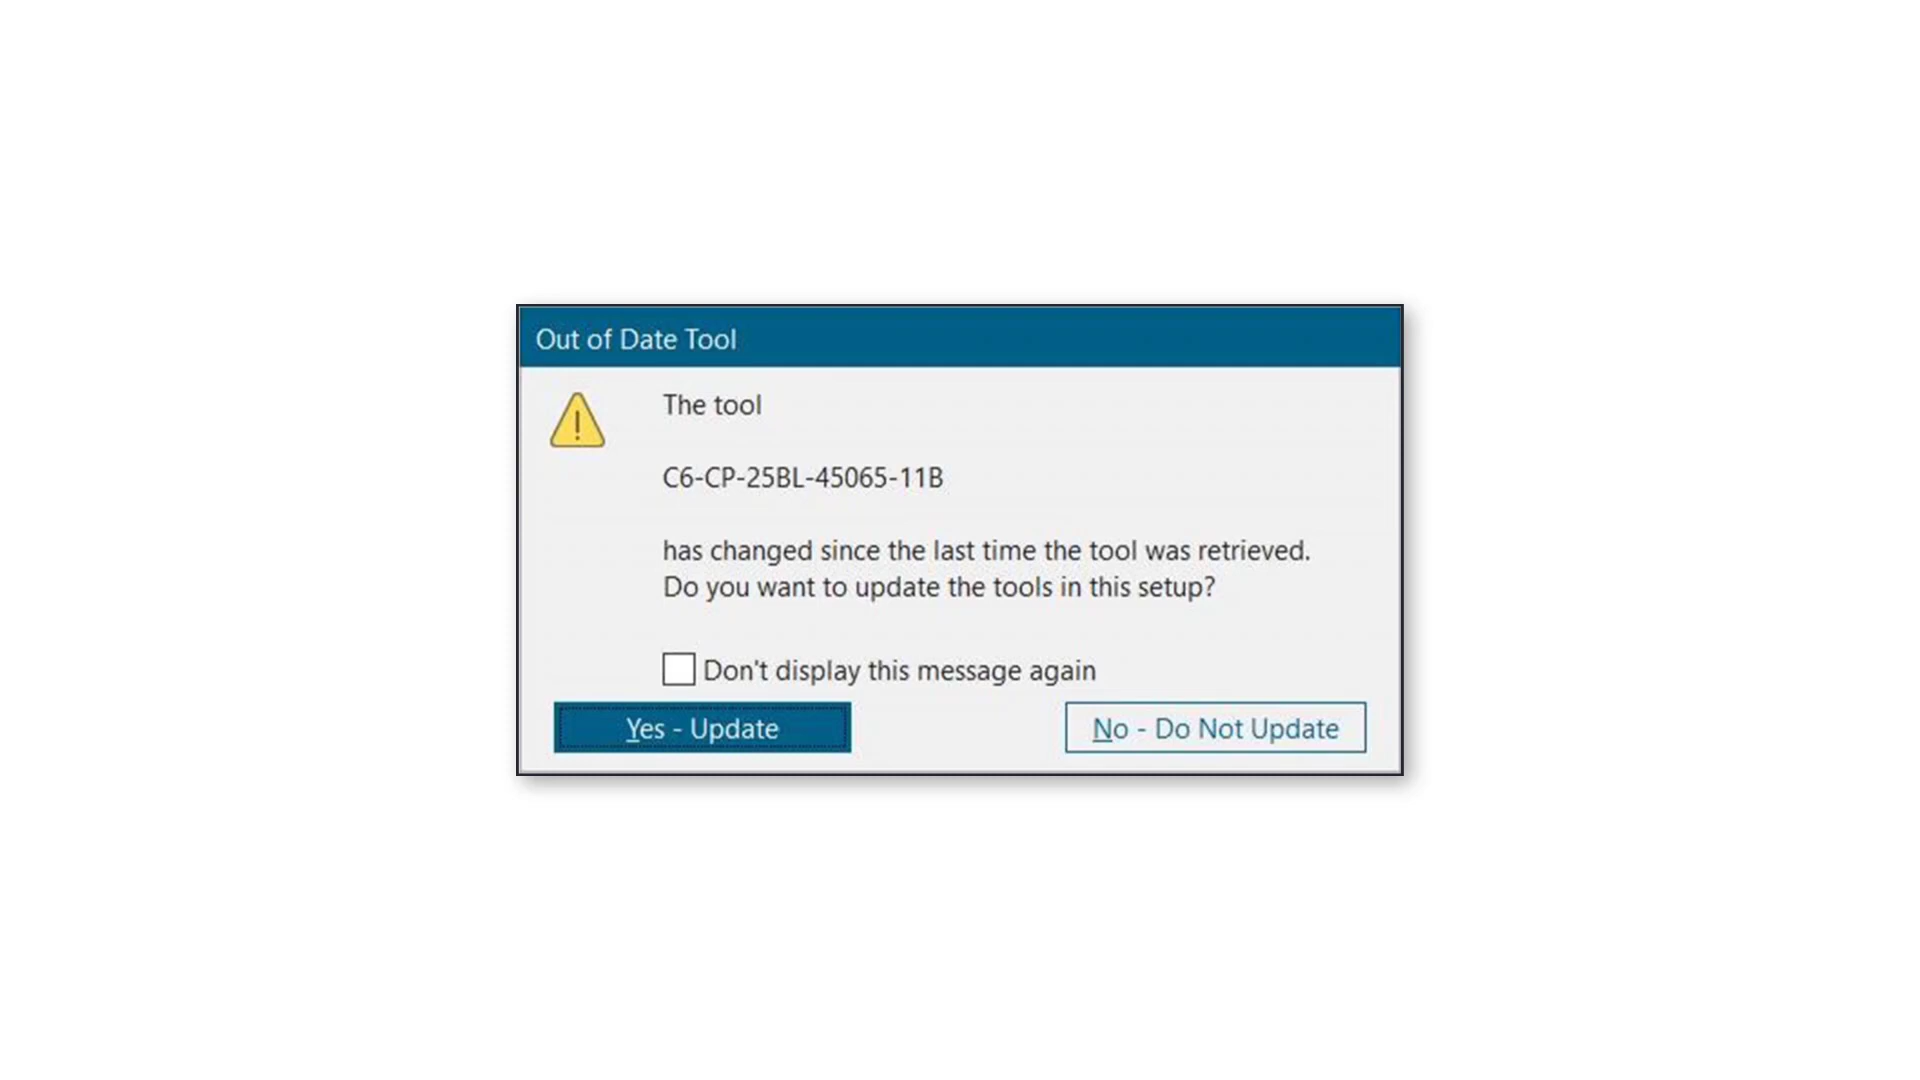 Out of Date Tool
The tool
C6-CP-25BL-45065-11B
has changed since the last time the tool was retrieved.
Do you want to update the tools in this setup?
Don't display this message again
Yes - Update
No - Do Not Update